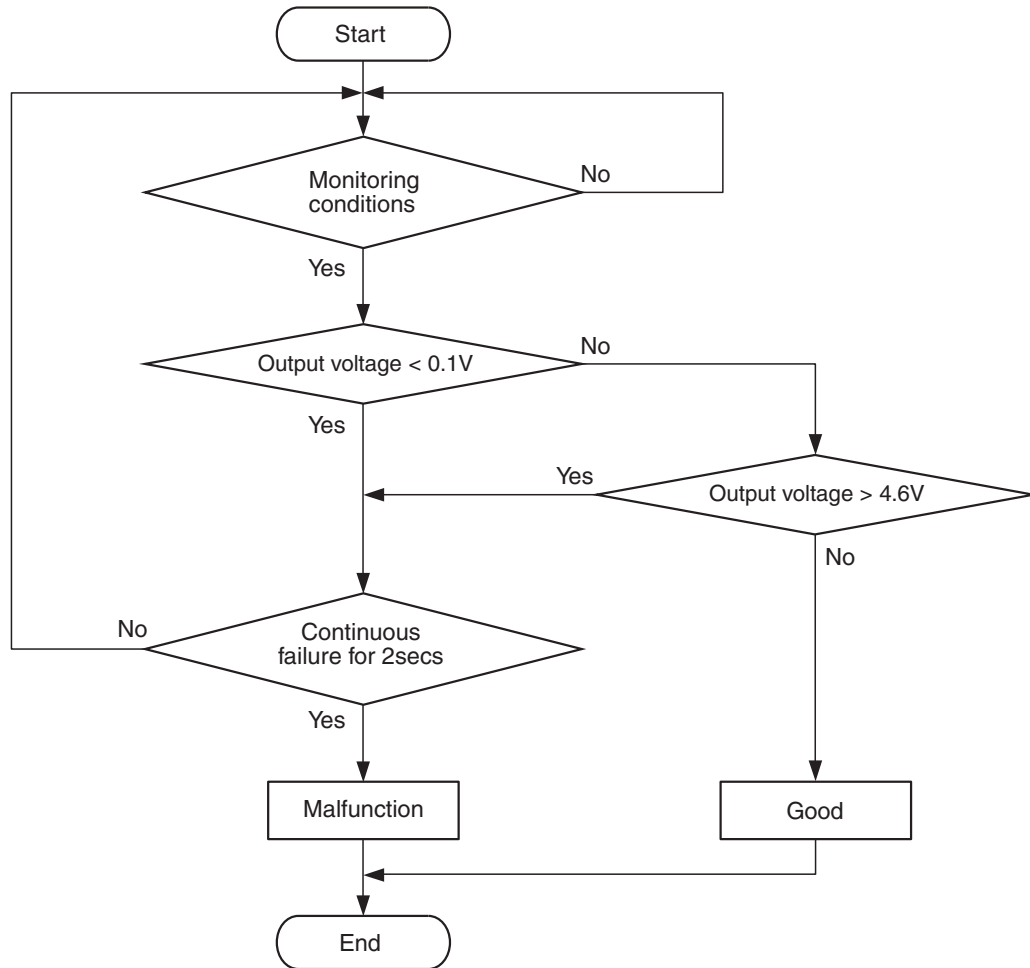 Start
Monitoring
conditions
No
Yes
Output voltage < 0.1V
No
Yes
Yes
Output voltage > 4.6V
No
No
Continuous
failure for 2secs
Yes
Malfunction
Good
End